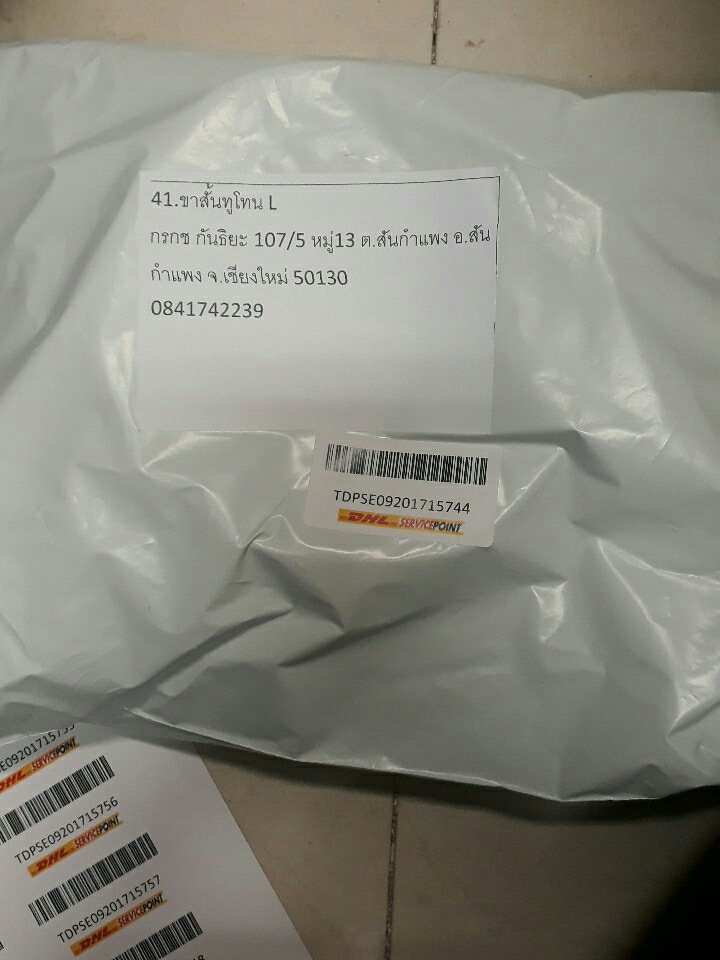 41.ขาสั้นทูโทน L
กรกช กันธิยะ 107/5 หมู่13 ต.สันกำแพง อ.สัน
กำแพง จ.เชียงใหม่ 50130
0841742239
TDPSE09201715744
DHL SERVICEPOINT
DHL SERVICEPOINT
TDPSE09201715756
DHL SERVICEPOINT
TDPSE09201715757
DHL SERVICEPOINT